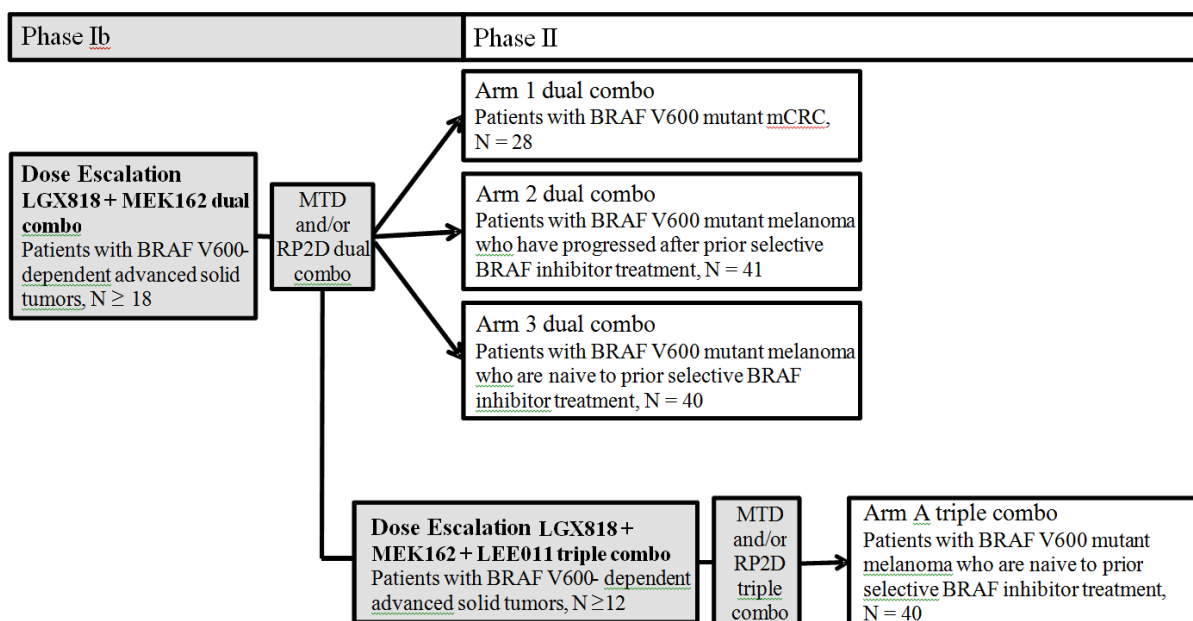 Phase Ib
Phase II
Arm 1 dual combo
Patients with BRAF V600 mutant mCRC,
N = 28
Dose Escalation
LGX818 + MEK162 dual
combo
Patients with BRAF V600-
dependent advanced solid
tumors, N ≥ 18
MTD
and/or
RP2D dual
combo
Arm 2 dual combo
Patients with BRAF V600 mutant melanoma
who have progressed after prior selective
BRAF inhibitor treatment, N = 41
Arm 3 dual combo
Patients with BRAF V600 mutant melanoma
who are naive to prior selective BRAF
inhibitor treatment, N = 40
Dose Escalation LGX818 +
MEK162 + LEE011 triple combo
Patients with BRAF V600- dependent
advanced solid tumors, N ≥12
MTD
and/or
RP2D
triple
combo
Arm A triple combo
Patients with BRAF V600 mutant
melanoma who are naive to prior
selective BRAF inhibitor treatment,
N = 40